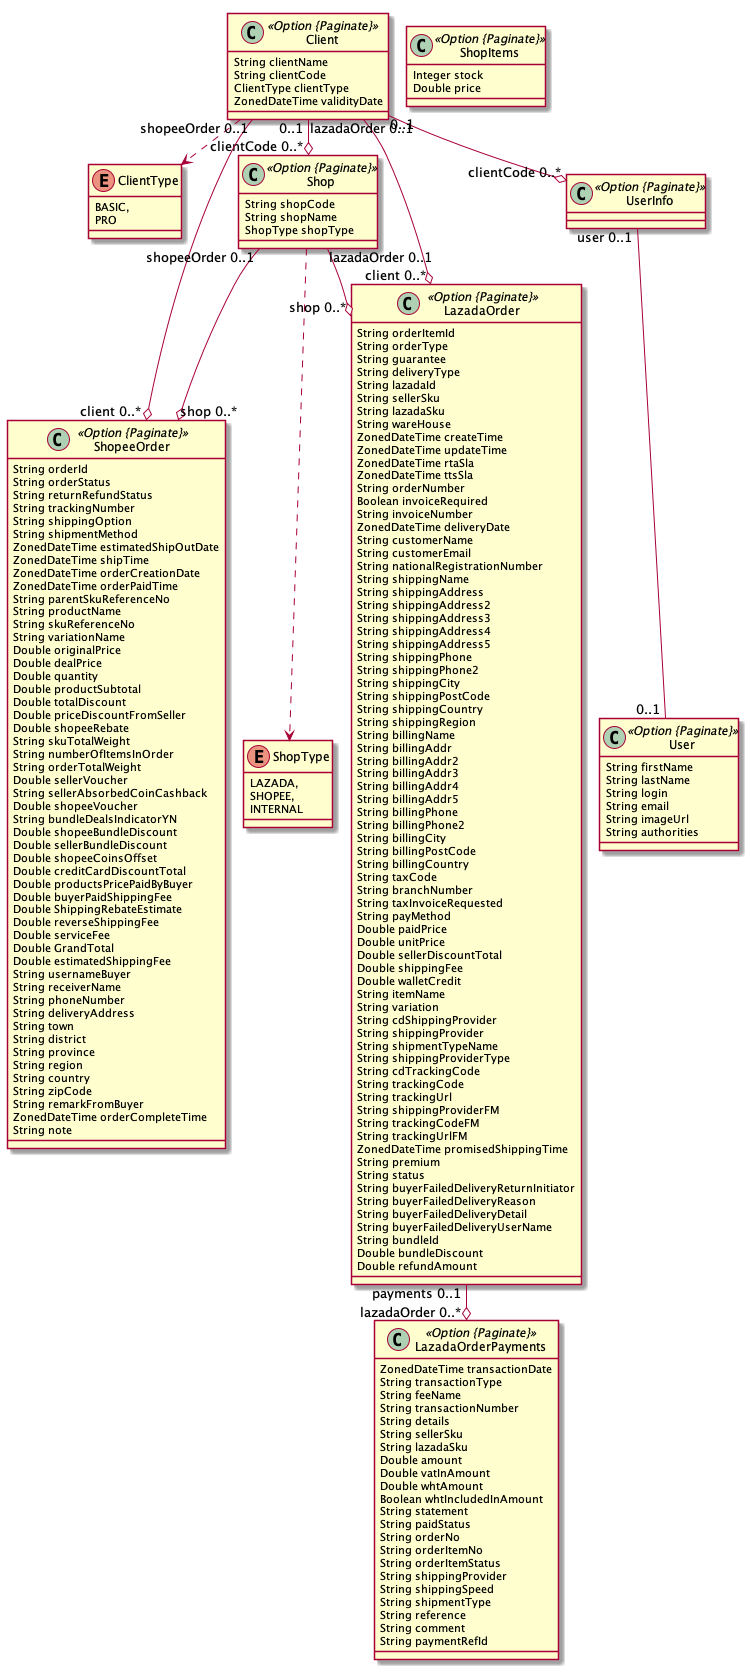 «Option {Paginate}»
Client
String clientName
String clientCode
ClientType clientType
ZonedDateTime validityDate
«Option {Paginate}»
ShopItems
Integer stock
Double price
shopeeOrder 0..1
0..1
lazadaOrder 0..1
0..1
clientCode 0..*
clientCode 0..*
ClientType
BASIC,
PRO
«Option {Paginate}»
Shop
String shopCode
String shopName
ShopType shopType
«Option {Paginate}»
UserInfo
user 0..1
shopeeOrder 0..1
lazadaOrder 0..1
client 0..*
shop 0..*
client 0..*
shop 0..*
«Option {Paginate}»
ShopeeOrder
String orderId
String orderStatus
String returnRefundStatus
String trackingNumber
String shippingOption
String shipmentMethod
ZonedDateTime estimatedShipOutDate
ZonedDateTime shipTime
ZonedDateTime orderCreationDate
ZonedDateTime orderPaidTime
String parentSkuReferenceNo
String productName
String skuReferenceNo
String variationName
Double originalPrice
Double dealPrice
Double quantity
Double productSubtotal
Double totalDiscount
Double priceDiscountFromSeller
Double shopeeRebate
String skuTotalWeight
String numberOfItemsInOrder
String orderTotalWeight
Double sellerVoucher
String sellerAbsorbedCoinCashback
Double shopeeVoucher
String bundleDealsIndicatorYN
Double shopeeBundleDiscount
Double sellerBundleDiscount
Double shopeeCoinsOffset
Double creditCardDiscountTotal
Double productsPricePaidByBuyer
Double buyerPaidShippingFee
Double ShippingRebateEstimate
Double reverseShippingFee
Double serviceFee
Double GrandTotal
Double estimatedShippingFee
String usernameBuyer
String receiverName
String phoneNumber
String deliveryAddress
String town
String district
String province
String region
String country
String zipCode
String remarkFromBuyer
ZonedDateTime orderCompleteTime
String note
ShopType
LAZADA,
SHOPEE,
INTERNAL
«Option {Paginate}»
LazadaOrder
String orderItemId
String orderType
String guarantee
String deliveryType
String lazadaId
String sellerSku
String lazadaSku
String wareHouse
ZonedDateTime createTime
ZonedDateTime updateTime
ZonedDateTime rtaSla
ZonedDateTime ttsSla
String orderNumber
Boolean invoiceRequired
String invoiceNumber
ZonedDateTime deliveryDate
String customerName
String customerEmail
String nationalRegistrationNumber
String shippingName
String shippingAddress
String shippingAddress2
String shippingAddress3
String shippingAddress4
String shippingAddress5
String shippingPhone
String shippingPhone2
String shippingCity
String shippingPostCode
String shippingCountry
String shippingRegion
String billingName
String billingAddr
String billingAddr2
String billingAddr3
String billingAddr4
String billingAddr5
String billingPhone
String billingPhone2
String billingCity
String billingPostCode
String billingCountry
String taxCode
String branchNumber
String taxInvoiceRequested
String payMethod
Double paidPrice
Double unitPrice
Double sellerDiscountTotal
Double shippingFee
Double walletCredit
String itemName
String variation
String cdShippingProvider
String shippingProvider
String shipmentTypeName
String shippingProviderType
String cdTrackingCode
String trackingCode
String trackingUrl
String shippingProviderFM
String trackingCodeFM
String trackingUrlFM
ZonedDateTime promisedShippingTime
String premium
String status
String buyerFailedDeliveryReturnInitiator
String buyerFailedDeliveryReason
String buyerFailedDeliveryDetail
String buyerFailedDeliveryUserName
String bundleId
Double bundleDiscount
Double refundAmount
0..1
«Option {Paginate}»
User
String firstName
String lastName
String login
String email
String imageUrl
String authorities
payments 0..1
lazadaOrder 0..*
«Option {Paginate}»
LazadaOrderPayments
ZonedDateTime transactionDate
String transactionType
String feeName
String transactionNumber
String details
String sellerSku
String lazadaSku
Double amount
Double vatInAmount
Double whtAmount
Boolean whtIncludedInAmount
String statement
String paidStatus
String orderNo
String orderItemNo
String orderItemStatus
String shippingProvider
String shippingSpeed
String shipmentType
String reference
String comment
String paymentRefId